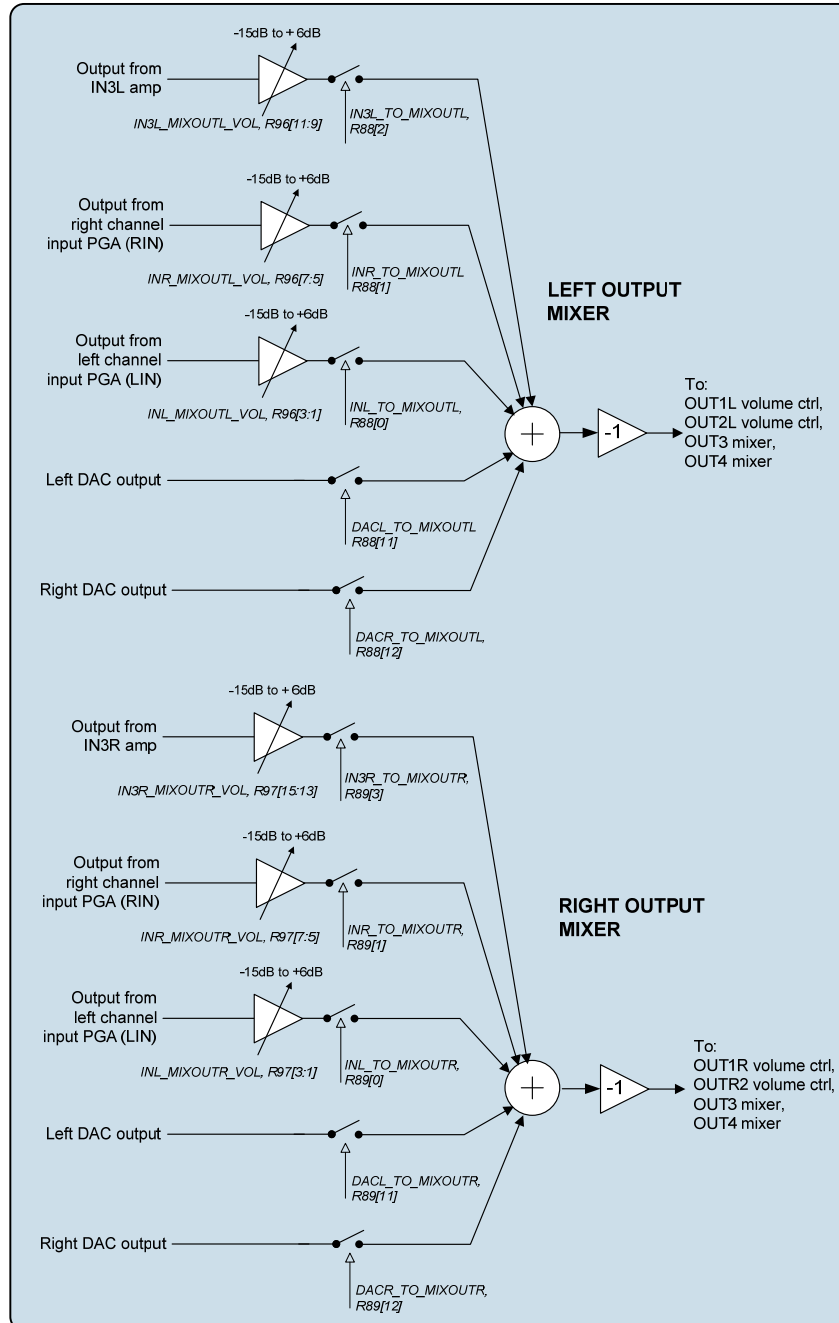 -15dB to + 6dB
Output from
IN3L amp
IN3L_MIXOUTL_VOL, R96[11:9]
IN3L_TO_MIXOUTL,
R88[2]
-15dB to +6dB
Output from
right channel
input PGA (RIN)
INR_MIXOUTL_VOL, R96[7:5]
INR_TO_MIXOUTL
R88[1]
LEFT OUTPUT
MIXER
-15dB to +6dB
Output from
left channel
input PGA (LIN)
INL_MIXOUTL_VOL, R96[3:1]
INL_TO_MIXOUTL,
R88[0]
+
-1
To:
OUT1L volume ctrl,
OUT2L volume ctrl,
OUT3 mixer,
OUT4 mixer
Left DAC output
DACL_TO_MIXOUTL
R88[11]
Right DAC output
DACR_TO_MIXOUTL,
R88[12]
-15dB to + 6dB
Output from
IN3R amp
IN3R_MIXOUTR_VOL, R97[15:13]
IN3R_TO_MIXOUTR,
R89[3]
-15dB to +6dB
Output from
right channel
input PGA (RIN)
INR_MIXOUTR_VOL, R97[7:5]
INR_TO_MIXOUTR,
R89[1]
RIGHT OUTPUT
MIXER
-15dB to +6dB
Output from
left channel
input PGA (LIN)
INL_MIXOUTR_VOL, R97[3:1]
INL_TO_MIXOUTR,
R89[0]
+
-1
To:
OUT1R volume ctrl,
OUTR2 volume ctrl,
OUT3 mixer,
OUT4 mixer
Left DAC output
DACL_TO_MIXOUTR,
R89[11]
Right DAC output
DACR_TO_MIXOUTR,
R89[12]